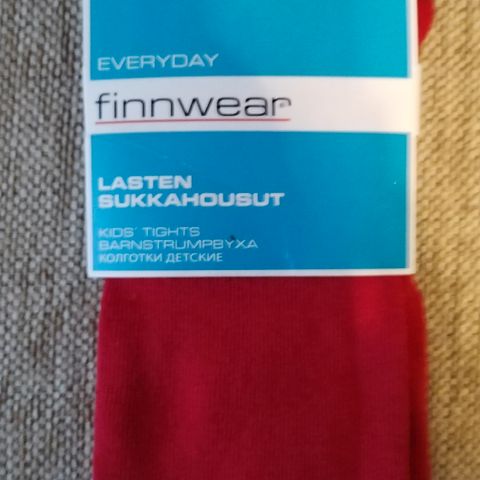 EVERYDAY
finnwear®
LASTEN
SUKKAHOUSUT
KIDS' TIGHTS
BARNSTRUMPBYXA
КОЛГОТКИ ДЕТСКИЕ